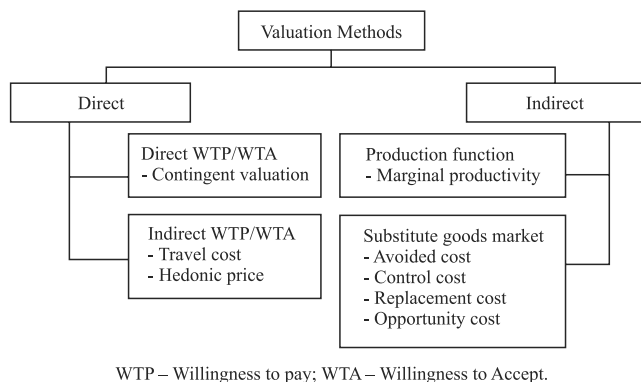 Valuation Methods
Direct
Indirect
Direct WTP/WTA
- Contingent valuation
Production function
- Marginal productivity
Indirect WTP/WTA
- Travel cost
- Hedonic price
Substitute goods market
- Avoided cost
- Control cost
- Replacement cost
- Opportunity cost
WTP – Willingness to pay; WTA – Willingness to Accept.